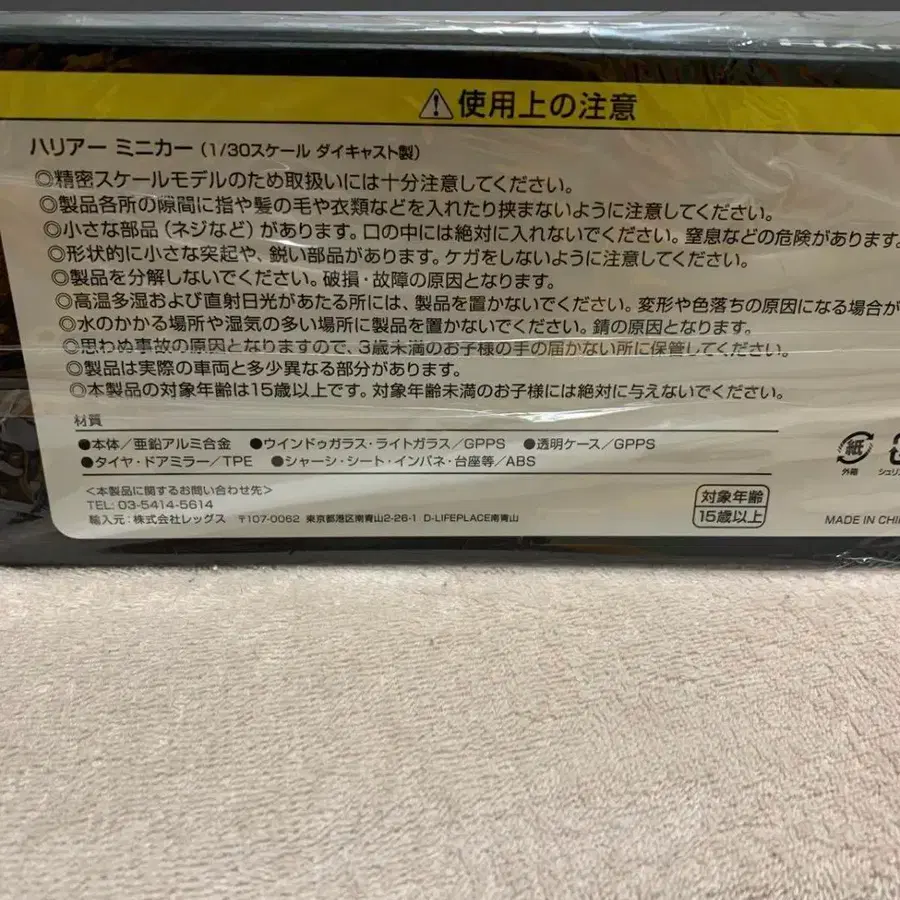 使用上の注意
ハリアー ミニカー(1/30スケール ダイキャスト製)
◎精密スケールモデルのため取扱いには十分注意してください。
◎製品各所の隙間に指や髪の毛や衣類などを入れたり挟まないように注意してください。
◎小さな部品(ネジなど)があります。口の中には絶対に入れないでください。窒息などの危険があります。
◎形状的に小さな突起や、鋭い部品があります。ケガをしないように注意してください。
◎製品を分解しないでください。破損・故障の原因となります。
◎高温多湿および直射日光があたる所には、製品を置かないでください。変形や色落ちの原因になる場合が
◎水のかかる場所や湿気の多い場所に製品を置かないでください。錆の原因となります。
◎思わぬ事故の原因となりますので、3歳未満のお子様の手の届かない所に保管してください。
◎製品は実際の車両と多少異なる部分があります。
◎本製品の対象年齢は15歳以上です。対象年齢未満のお子様には絶対に与えないでください。
材質
●本体/亜鉛アルミ合金 ●ウインドゥガラス・ライトガラス/GPPS ●透明ケース/GPPS
●タイヤ・ドアミラー/TPE ●シャーシ・シート・インパネ・台座等/ABS
紙
外箱
シュリ
<本製品に関するお問い合わせ先>
TEL: 03-5414-5614
輸入元:株式会社レッグス 〒107-0062 東京都港区南青山2-26-1 D-LIFEPLACE南青山
対象年齢
15歳以上
MADE IN CHI